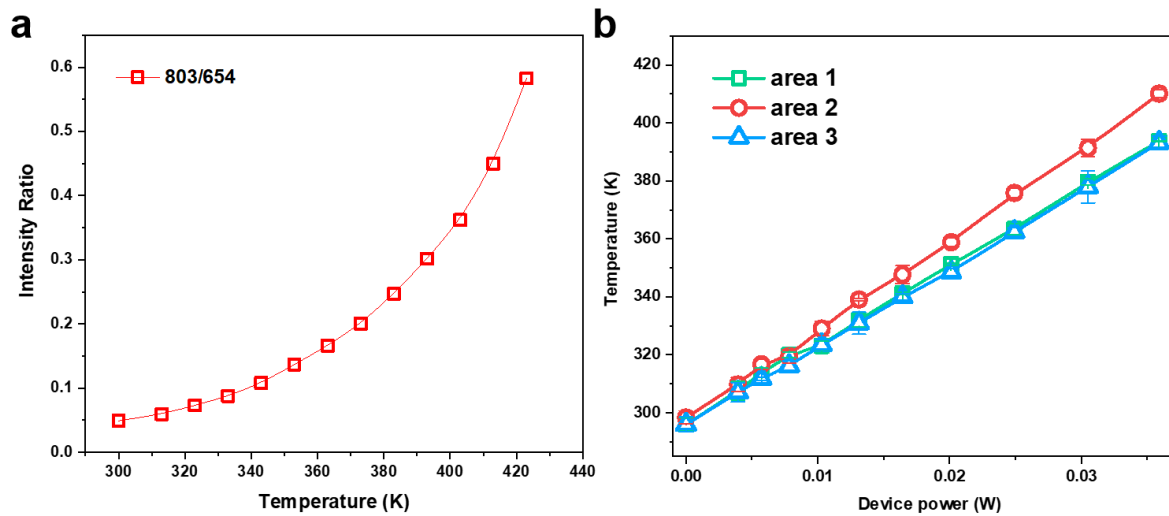 a
803/654
0.6
0.5
0.4
0.3
0.2
0.1
0.0
Intensity Ratio
300 320 340 360 380 400 420 440
Temperature (K)
b
area 1
area 2
area 3
420
400
380
360
340
320
300
Temperature (K)
0.00 0.01 0.02 0.03
Device power (W)